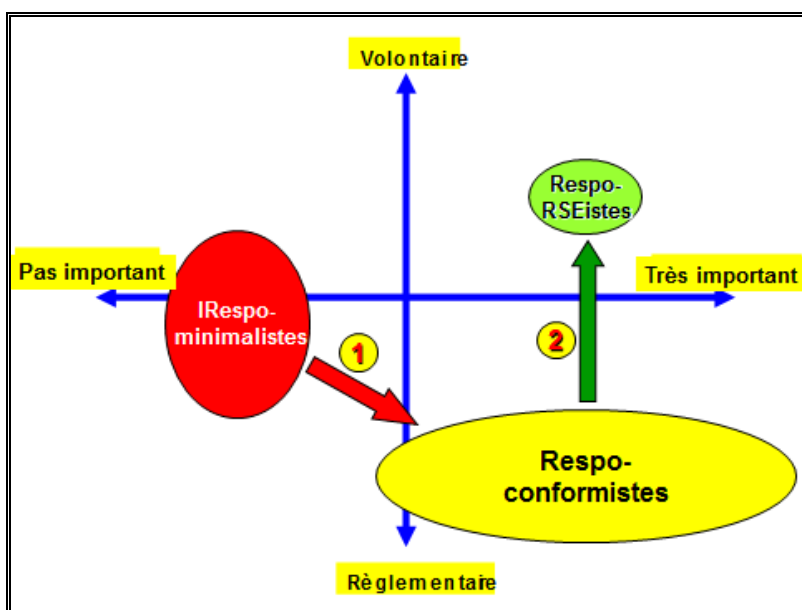 Volontaire
Respo-
RSEistes
Pas important
Très important
IRespo-
minimalistes
1
2
Respo-
conformistes
Règlementaire